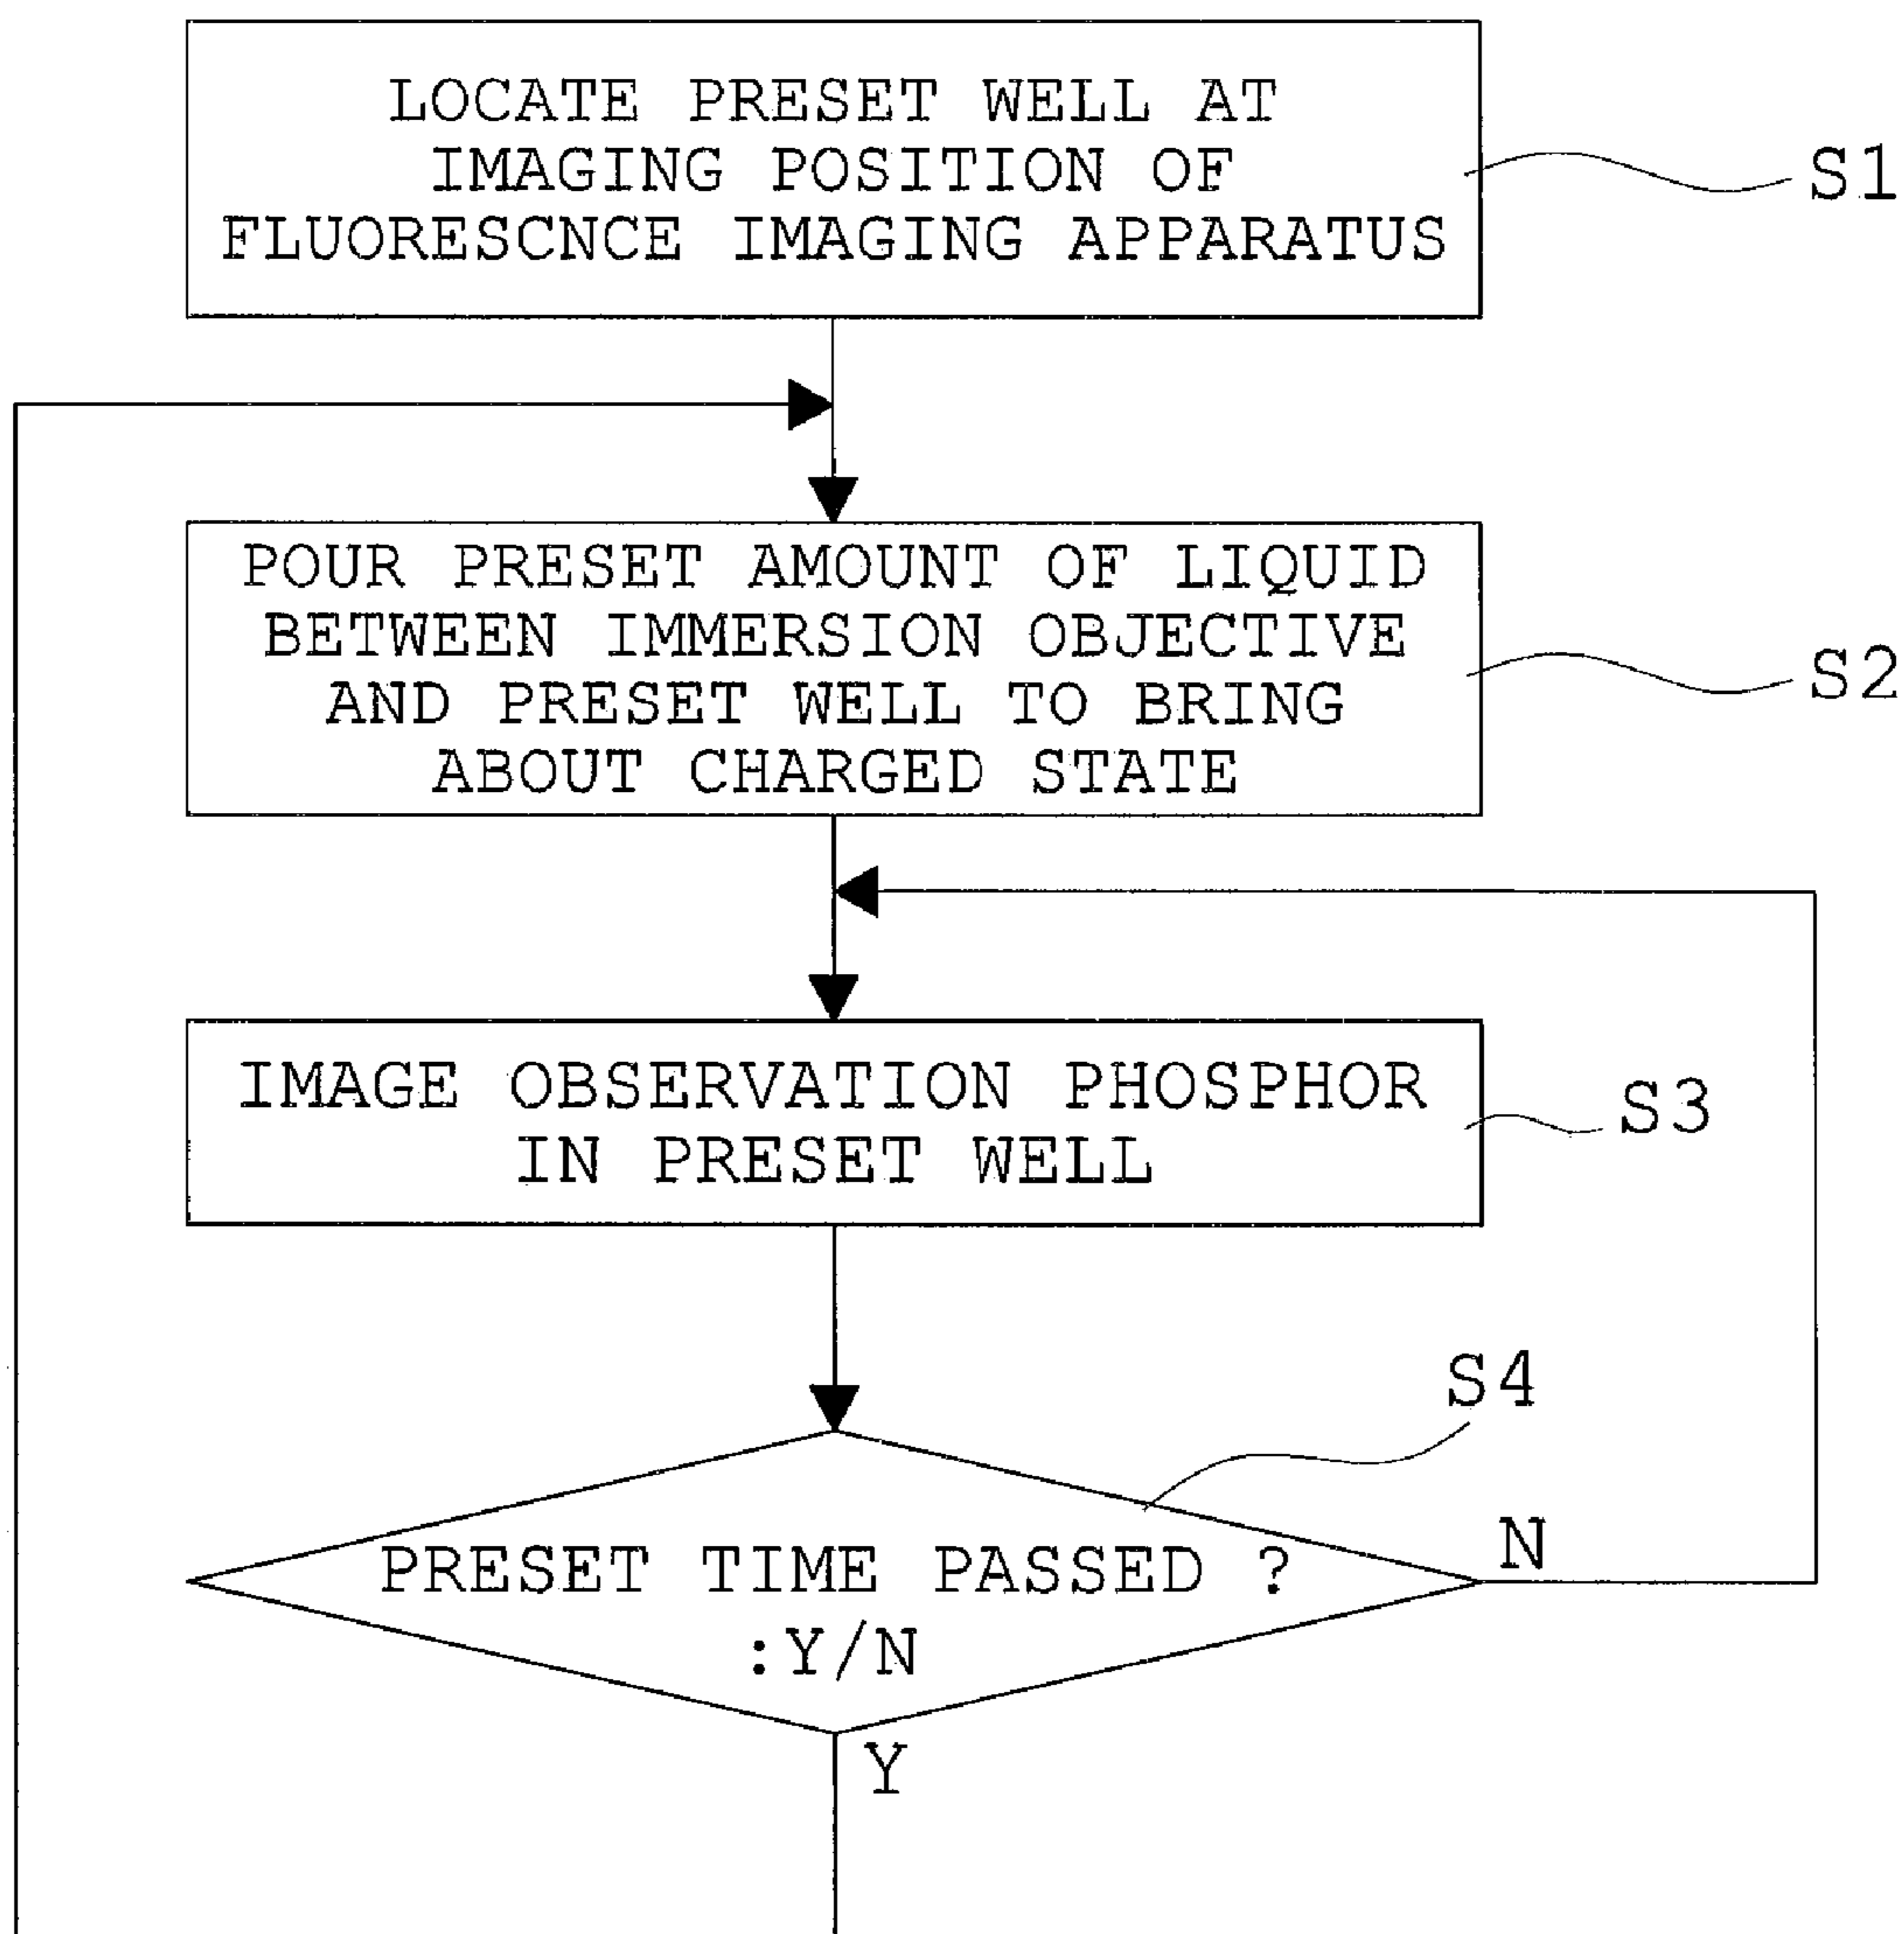 LOCATE PRESET WELL AT
IMAGING POSITION OF
FLUORESCNCE IMAGING APPARATUS
S1
POUR PRESET AMOUNT OF LIQUID
BETWEEN IMMERSION OBJECTIVE
AND PRESET WELL TO BRING
ABOUT CHARGED STATE
S2
IMAGE OBSERVATION PHOSPHOR
IN PRESET WELL
S3
S4
PRESET TIME PASSED ?
:Y/N
N
Y